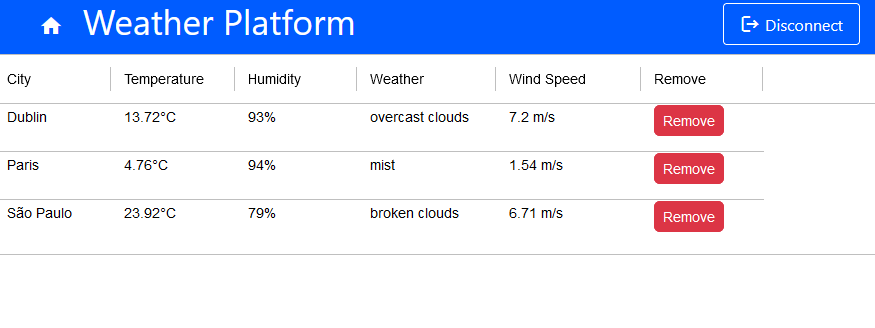 Weather Platform Disconnect
City Temperature Humidity Weather Wind Speed Remove
Dublin 13.72°C 93% overcast clouds 7.2 m/s Remove
Paris 4.76°C 94% mist 1.54 m/s Remove
São Paulo 23.92°C 79% broken clouds 6.71 m/s Remove